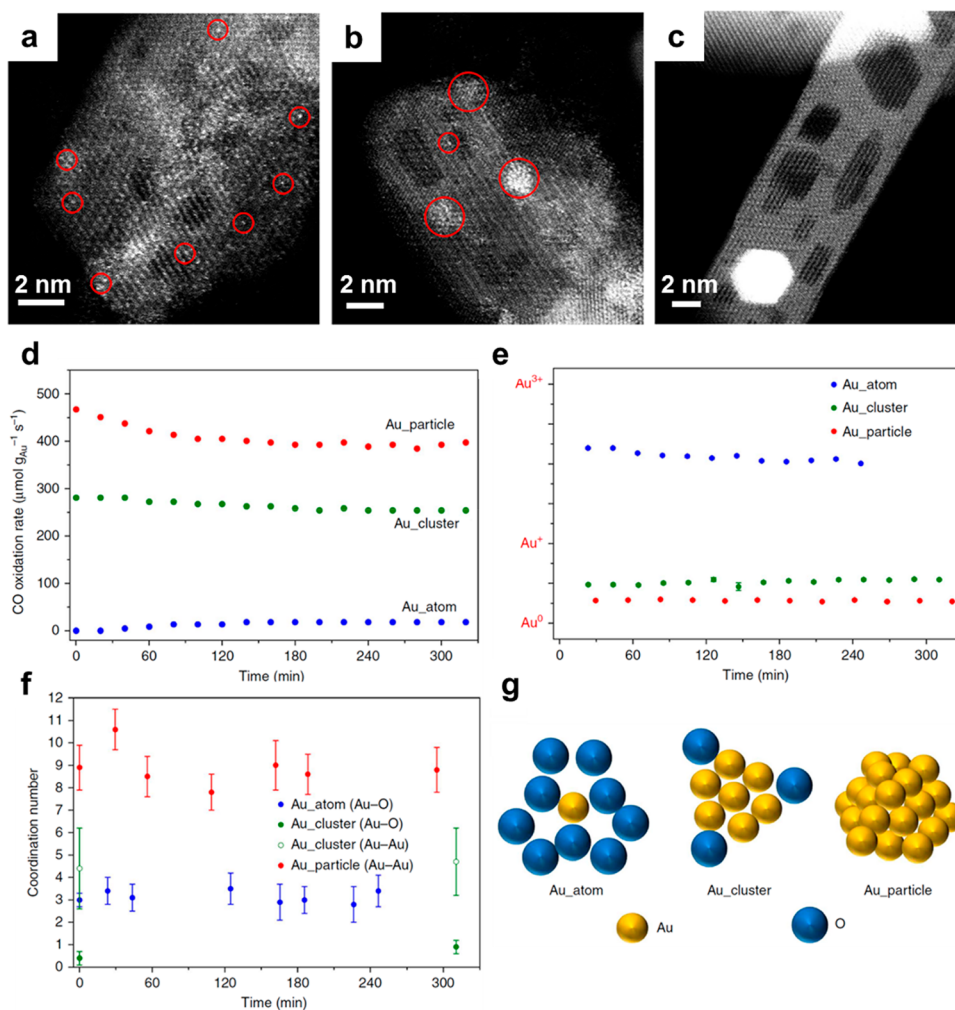 a
b
c
2 nm
2 nm
2 nm
d
CO oxidation rate (μmol gAu⁻¹ s⁻¹)
500
400
300
200
100
0
Au_particle
Au_cluster
Au_atom
0 60 120 180 240 300
Time (min)
e
Au³⁺
Au⁺
Au⁰
Au_atom
Au_cluster
Au_particle
0 60 120 180 240 300
Time (min)
f
Coordination number
12
11
10
9
8
7
6
5
4
3
2
1
0
Au_atom (Au–O)
Au_cluster (Au–O)
Au_cluster (Au–Au)
Au_particle (Au–Au)
0 60 120 180 240 300
Time (min)
g
Au_atom
Au_cluster
Au_particle
Au
O